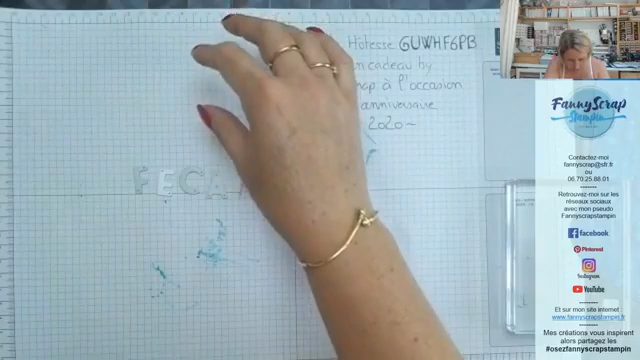 Hôtesse GUWHF6PB
en cadeau by
à l'occasion
anniversaire
2020~
FECA
FannyScrap
Stampin
Contactez-moi
fannyscrap@sfr.fr
ou
06.70.25.88.01
Retrouvez-moi sur les
réseaux sociaux
avec mon pseudo
Fannyscrapstampin
facebook
Pinterest
Instagram
YouTube
Et sur mon site internet :
www.fannyscrapstampin.fr
Mes créations vous inspirent
alors partagez les
#osezfannyscrapstampin